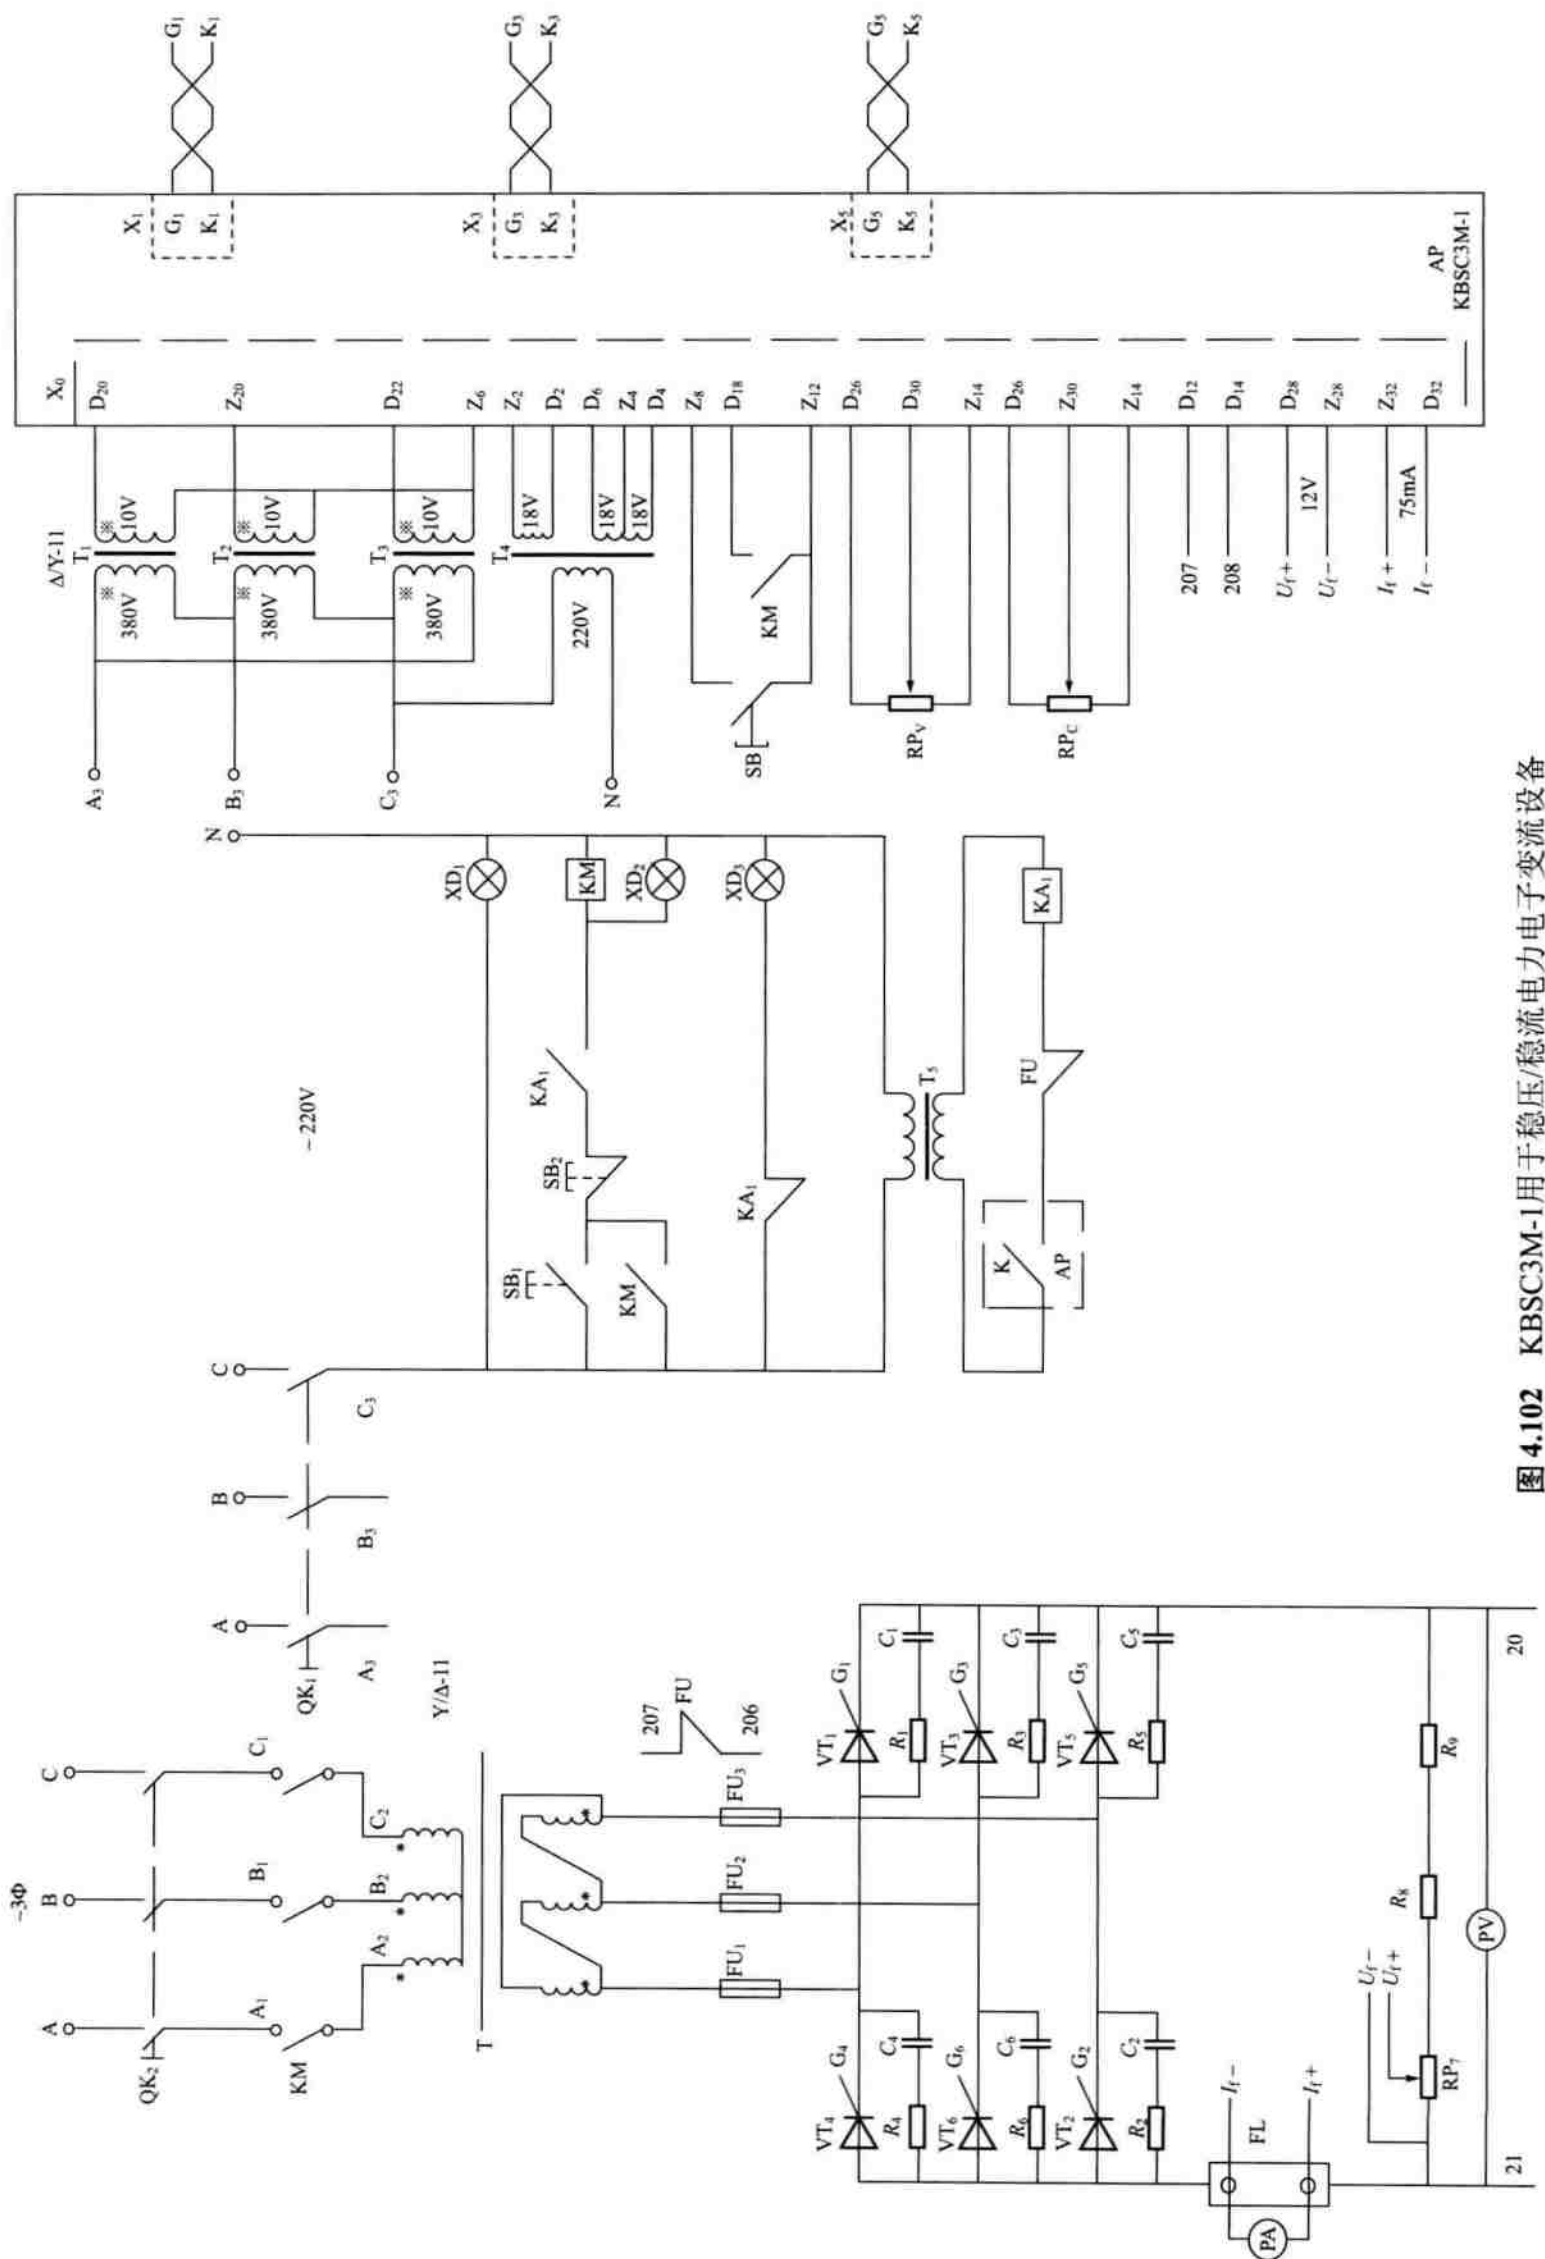 ~3Φ
A
B
C
QK₂
A₁
B₁
C₁
KM
A₂
B₂
C₂
*
*
*
T
Y/Δ-11
*
*
*
FU₁
FU₂
FU₃
207
FU
206
VT₄
G₄
R₄
C₄
VT₁
G₁
R₁
C₁
VT₆
G₆
R₆
C₆
VT₃
G₃
R₃
C₃
VT₂
G₂
R₂
C₂
VT₅
G₅
R₅
C₅
PA
FL
If−
If+
Uf−
Uf+
RP₇
R₈
R₉
PV
21
20
A
B
C
QK₁
A₃
B₃
C₃
~220V
N
XD₁
SB₁
SB₂
KA₁
KM
KM
XD₂
KA₁
XD₃
T₅
K
AP
FU
KA₁
A₃
B₃
C₃
N
Δ/Y-11
380V
※
T₁
※
10V
380V
※
T₂
※
10V
380V
※
T₃
※
10V
220V
T₄
18V
18V
18V
SB
KM
RPV
RPC
207
208
Uf+
12V
Uf−
If+
75mA
If−
X₀
D₂₀
Z₂₀
D₂₂
Z₆
Z₂
D₂
D₆
Z₄
D₄
Z₈
D₁₈
Z₁₂
D₂₆
D₃₀
Z₁₄
D₂₆
Z₃₀
Z₁₄
D₁₂
D₁₄
D₂₈
Z₂₈
Z₃₂
D₃₂
X₁
G₁
K₁
G₁
K₁
X₃
G₃
K₃
G₃
K₃
X₅
G₅
K₅
G₅
K₅
AP
KBSC3M-1
图 4.102 KBSC3M-1用于稳压/稳流电力电子变流设备